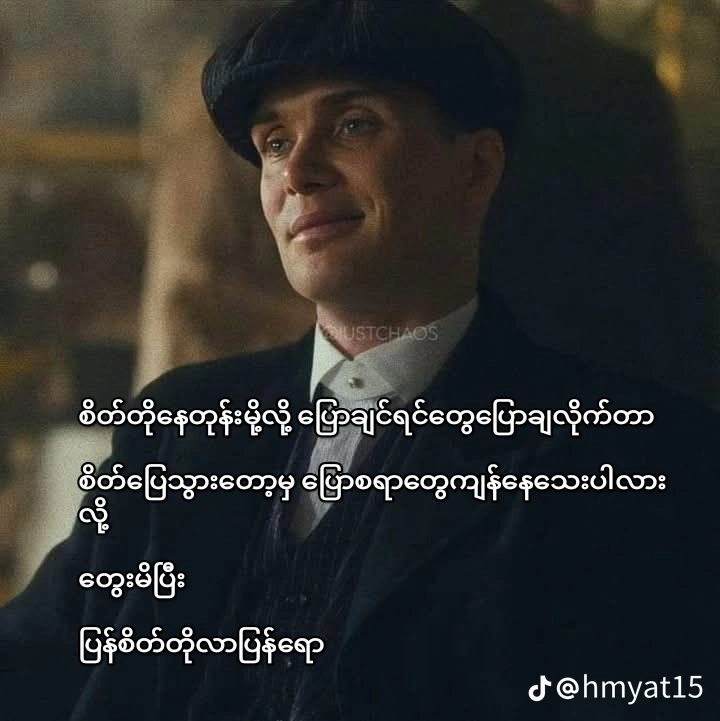 @JUSTCHAOS
စိတ်တိုနေတုန်းမို့လို့ ပြောချင်ရင်တွေပြောချလိုက်တာ
စိတ်ပြေသွားတော့မှ ပြောစရာတွေကျန်နေသေးပါလား
လို့
တွေးမိပြီး
ပြန်စိတ်တိုလာပြန်ရော
@hmyat15